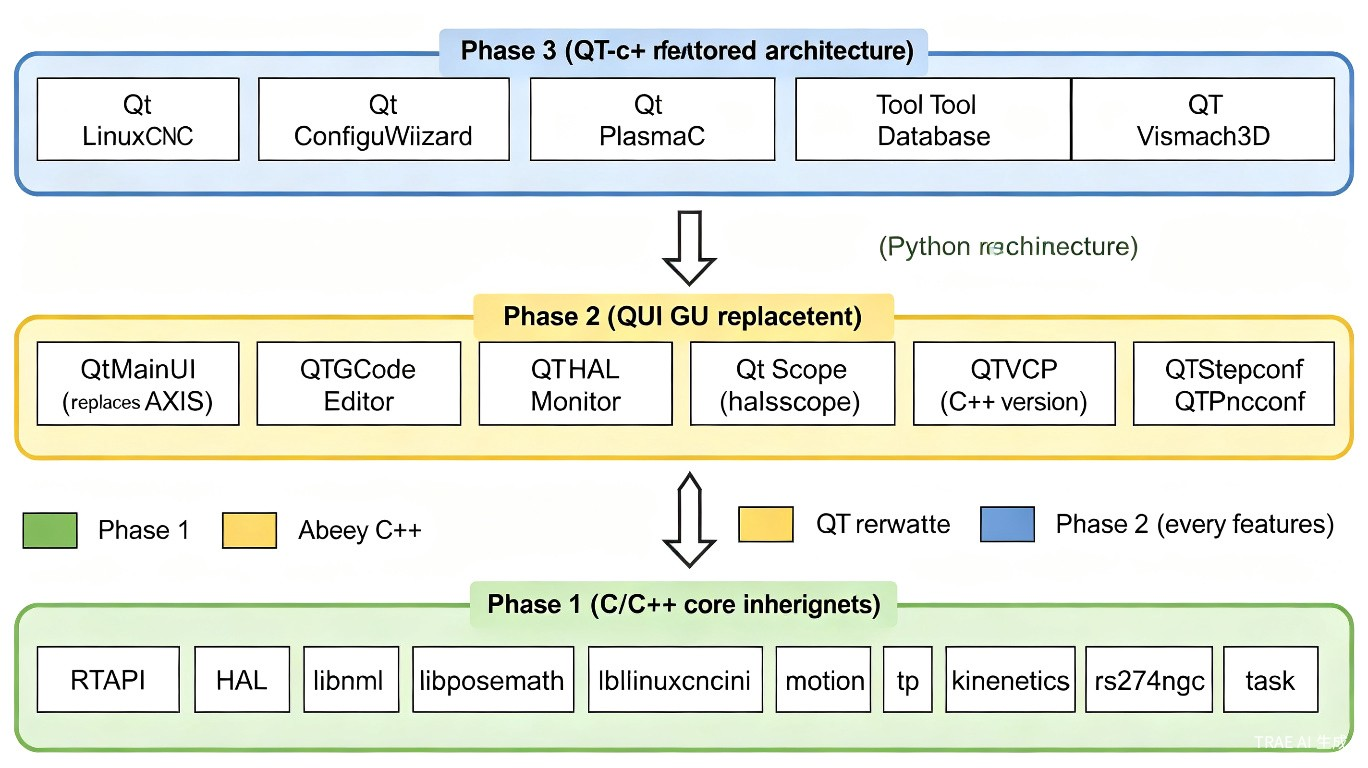 Phase 3 (QT-c+ architecture)
Qt
LinuxCNC
Qt
ConfiguWiizard
Qt
PlasmaC
Tool Tool
Database
QT
Vismach3D
(Python
Phase 2 (QUI GU replacetent)
QtMainUI
(replaces AXIS)
QTGCode
Editor
QTHAL
Monitor
Qt Scope
(halsscope)
QTVCP
(C++ version)
QTStepconf
QTPncconf
Phase 1
Abeey C++
QT rerwatte
Phase 2 (every features)
Phase 1 (C/C++ core inherignets)
RTAPI
HAL
libnml
libposemath
lbllinuxcncini
motion
tp
kinenetics
rs274ngc
task
TRAE AI 生成